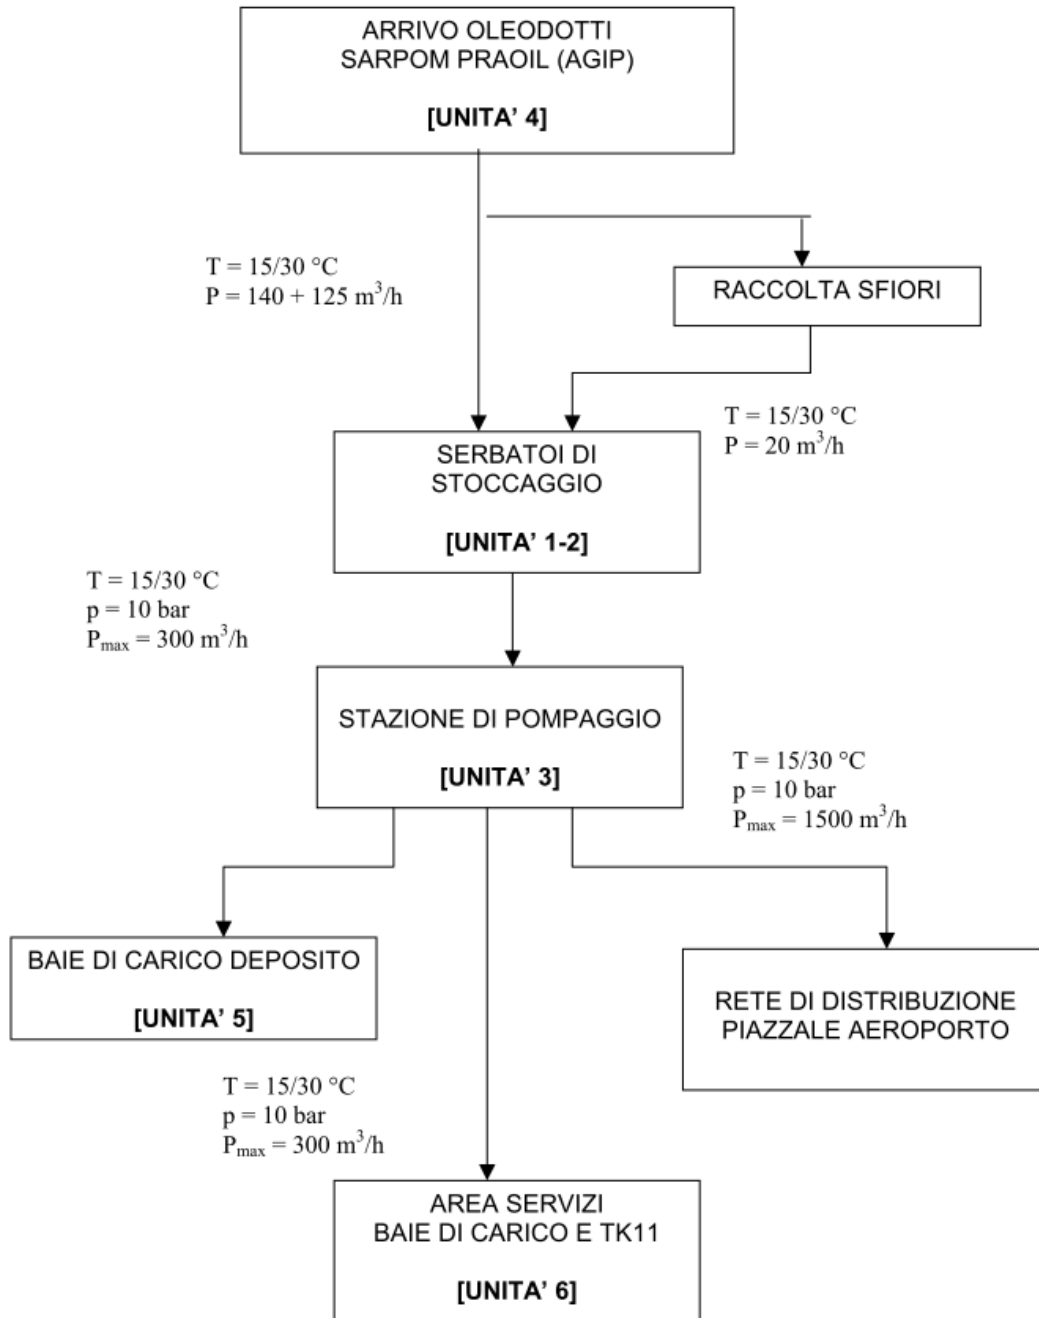 ARRIVO OLEODOTTI
SARPOM PRAOIL (AGIP)
[UNITA’ 4]
T = 15/30 °C
P = 140 + 125 m³/h
RACCOLTA SFIORI
T = 15/30 °C
P = 20 m³/h
SERBATOI DI
STOCCAGGIO
[UNITA’ 1-2]
T = 15/30 °C
p = 10 bar
Pmax = 300 m³/h
STAZIONE DI POMPAGGIO
[UNITA’ 3]
T = 15/30 °C
p = 10 bar
Pmax = 1500 m³/h
BAIE DI CARICO DEPOSITO
[UNITA’ 5]
RETE DI DISTRIBUZIONE
PIAZZALE AEROPORTO
T = 15/30 °C
p = 10 bar
Pmax = 300 m³/h
AREA SERVIZI
BAIE DI CARICO E TK11
[UNITA’ 6]